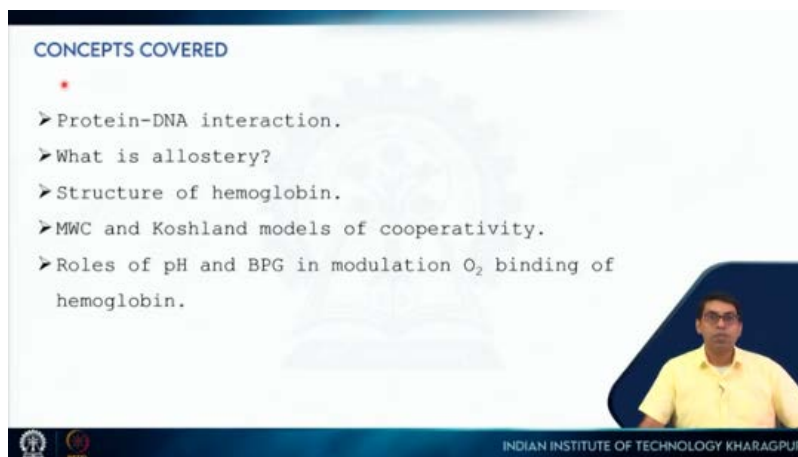 CONCEPTS COVERED
➢ Protein-DNA interaction.
➢ What is allostery?
➢ Structure of hemoglobin.
➢ MWC and Koshland models of cooperativity.
➢ Roles of pH and BPG in modulation O₂ binding of
hemoglobin.
INDIAN INSTITUTE OF TECHNOLOGY KHARAGPUR